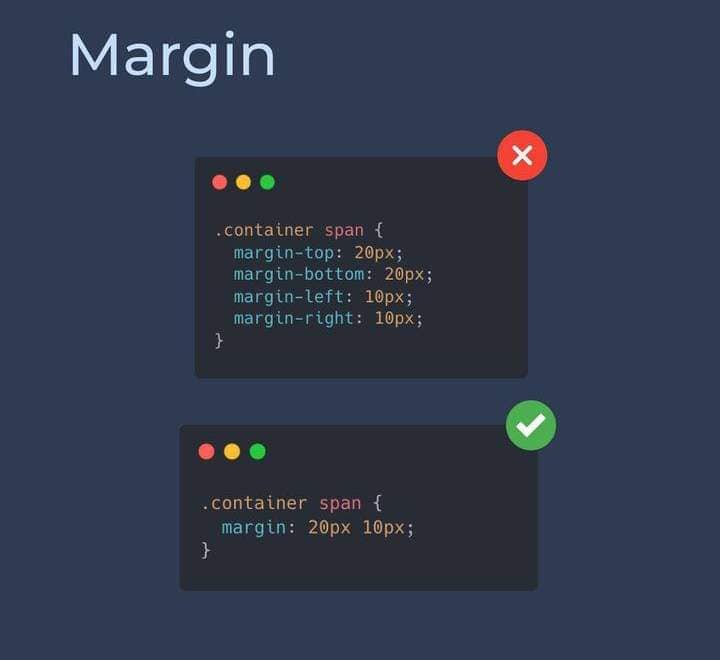 Margin
.container span {
  margin-top: 20px;
  margin-bottom: 20px;
  margin-left: 10px;
  margin-right: 10px;
}
.container span {
  margin: 20px 10px;
}